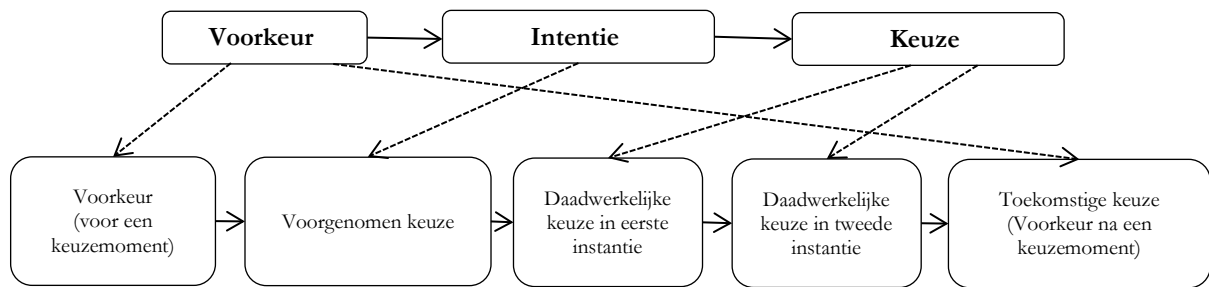 Voorkeur
Intentie
Keuze
Voorkeur
(voor een
keuzemoment)
Voorgenomen keuze
Daadwerkelijke
keuze in eerste
instantie
Daadwerkelijke
keuze in tweede
instantie
Toekomstige keuze
(Voorkeur na een
keuzemoment)